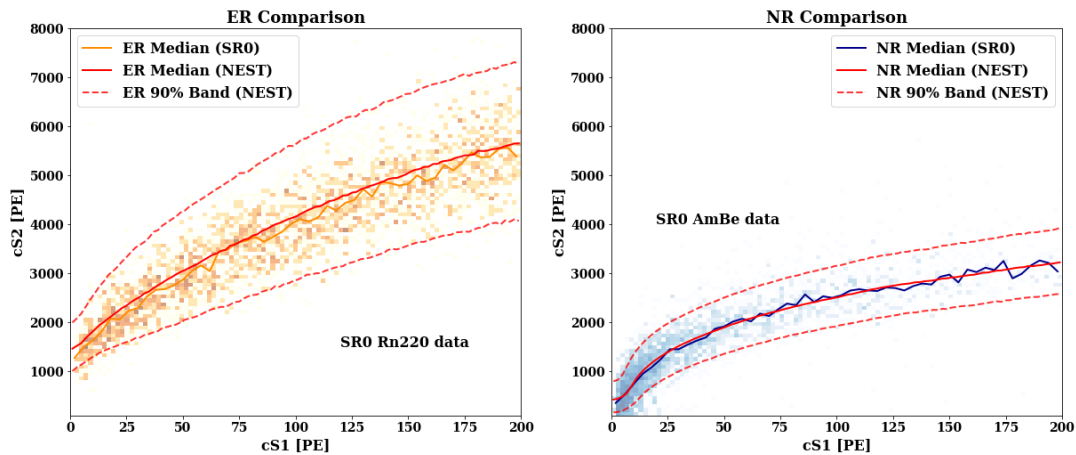 ER Comparison
8000
7000
6000
5000
4000
3000
2000
1000
cS2 [PE]
ER Median (SR0)
ER Median (NEST)
ER 90% Band (NEST)
SR0 Rn220 data
0 25 50 75 100 125 150 175 200
cS1 [PE]
NR Comparison
8000
7000
6000
5000
4000
3000
2000
1000
cS2 [PE]
NR Median (SR0)
NR Median (NEST)
NR 90% Band (NEST)
SR0 AmBe data
0 25 50 75 100 125 150 175 200
cS1 [PE]